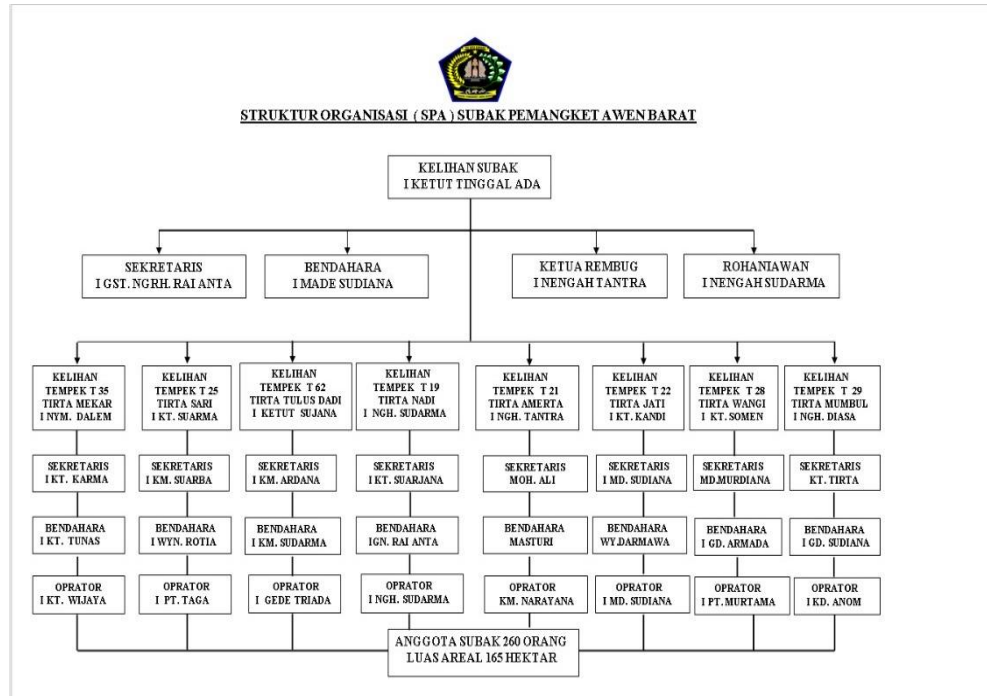 STRUKTUR ORGANISASI ( SPA ) SUBAK PEMANGKET AWEN BARAT
KELIHAN SUBAK
I KETUT TINGGAL ADA
SEKRETARIS
I GST. NGRH. RAI ANTA
BENDAHARA
I MADE SUDIANA
KETUA REMBUG
I NENGAH TANTRA
ROHANIAWAN
I NENGAH SUDARMA
KELIHAN
TEMPEK T 35
TIRTA MEKAR
I NYM. DALEM
KELIHAN
TEMPEK T 25
TIRTA SARI
I KT. SUARMA
KELIHAN
TEMPEK T 62
TIRTA TULUS DADI
I KETUT SUJANA
KELIHAN
TEMPEK T 19
TIRTA NADI
I NGH. SUDARMA
KELIHAN
TEMPEK T 21
TIRTA AMERTA
I NGH. TANTRA
KELIHAN
TEMPEK T 22
TIRTA JATI
I KT. KANDI
KELIHAN
TEMPEK T 28
TIRTA WANGI
I KT. SOMEN
KELIHAN
TEMPEK T 29
TIRTA MUMBUL
I NGH. DIASA
SEKRETARIS
I KT. KARMA
SEKRETARIS
I KM. SUARBA
SEKRETARIS
I KM. ARDANA
SEKRETARIS
I KT. SUARJANA
SEKRETARIS
MOH. ALI
SEKRETARIS
I MD. SUDIANA
SEKRETARIS
MD.MURDIANA
SEKRETARIS
KT. TIRTA
BENDAHARA
I KT. TUNAS
BENDAHARA
I WYN. ROTIA
BENDAHARA
I KM. SUDARMA
BENDAHARA
IGN. RAI ANTA
BENDAHARA
MASTURI
BENDAHARA
WY.DARMAWA
BENDAHARA
I GD. ARMADA
BENDAHARA
I GD. SUDIANA
OPRATOR
I KT. WIJAYA
OPRATOR
I PT. TAGA
OPRATOR
I GEDE TRIADA
OPRATOR
I NGH. SUDARMA
OPRATOR
KM. NARAYANA
OPRATOR
I MD. SUDIANA
OPRATOR
I PT. MURTAMA
OPRATOR
I KD. ANOM
ANGGOTA SUBAK 260 ORANG
LUAS AREAL 165 HEKTAR